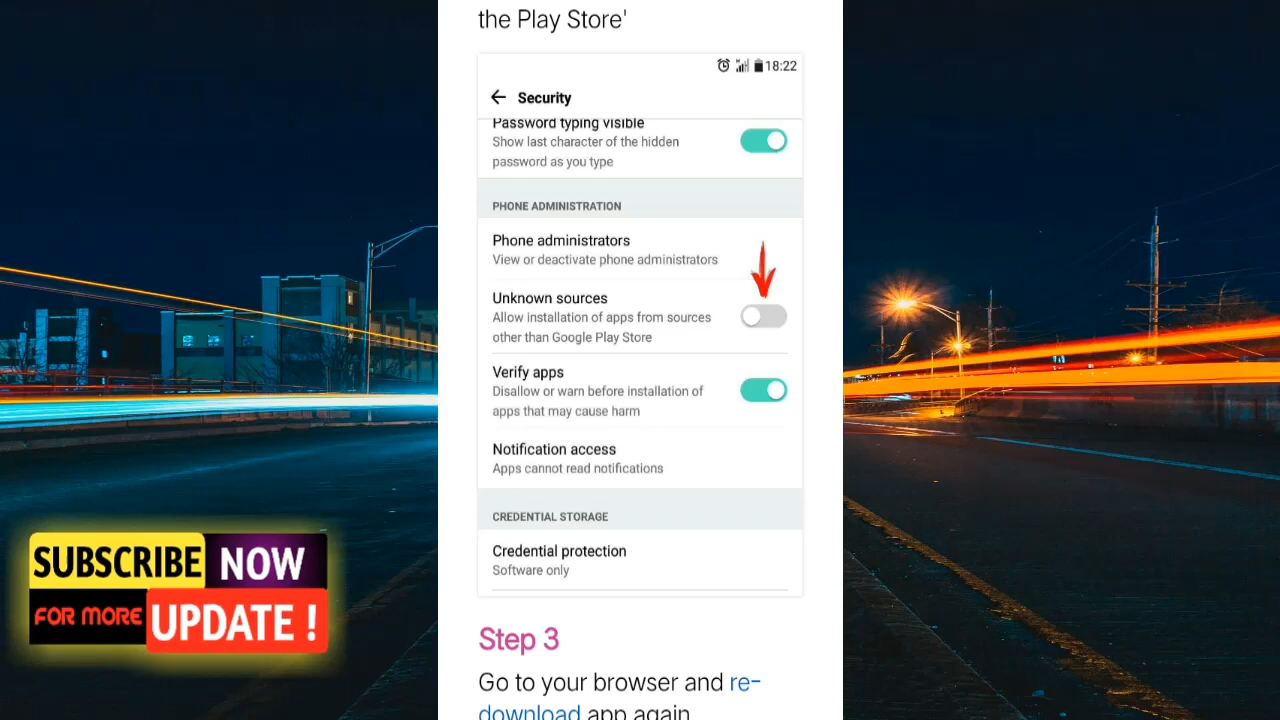 the Play Store'
18:22
Security
Password typing visible
Show last character of the hidden
password as you type
PHONE ADMINISTRATION
Phone administrators
View or deactivate phone administrators
Unknown sources
Allow installation of apps from sources
other than Google Play Store
Verify apps
Disallow or warn before installation of
apps that may cause harm
Notification access
Apps cannot read notifications
CREDENTIAL STORAGE
Credential protection
Software only
Step 3
Go to your browser and re-
download app again
SUBSCRIBE NOW
FOR MORE UPDATE !